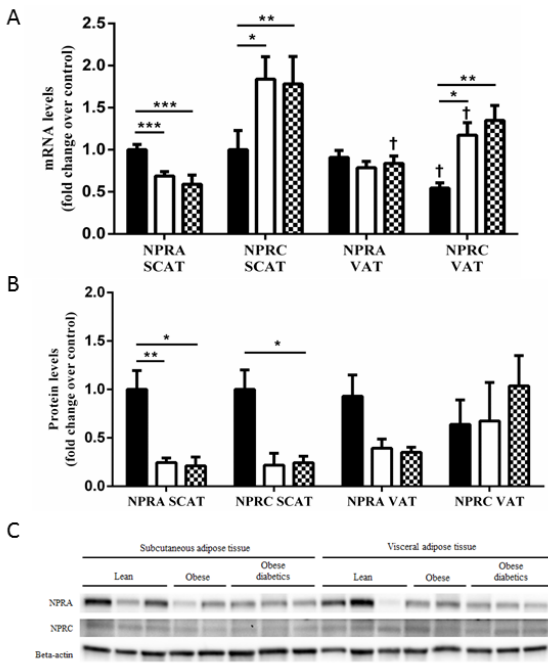 A
mRNA levels
(fold change over control)
2.5
2.0
1.5
1.0
0.5
0.0
***
***
*
**
†
†
*
†
**
NPRA
SCAT
NPRC
SCAT
NPRA
VAT
NPRC
VAT
B
Protein levels
(fold change over control)
2.0
1.5
1.0
0.5
0.0
**
*
*
NPRA SCAT
NPRC SCAT
NPRA VAT
NPRC VAT
C
Subcutaneous adipose tissue
Visceral adipose tissue
Lean
Obese
Obese
diabetics
Lean
Obese
Obese
diabetics
NPRA
NPRC
Beta-actin